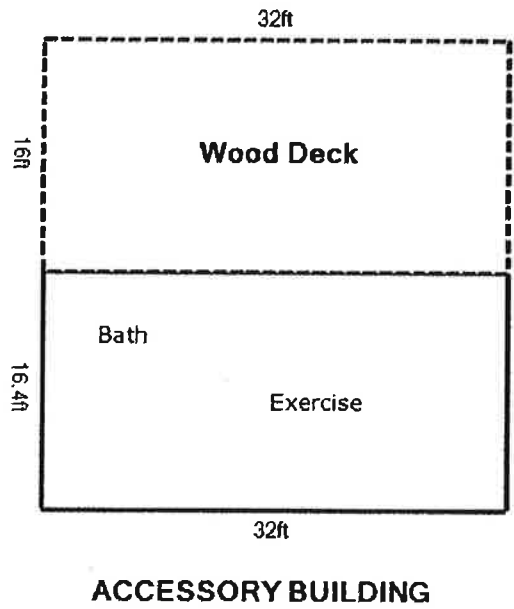 32ft
16ft
Wood Deck
Bath
16.4ft
Exercise
32ft
ACCESSORY BUILDING